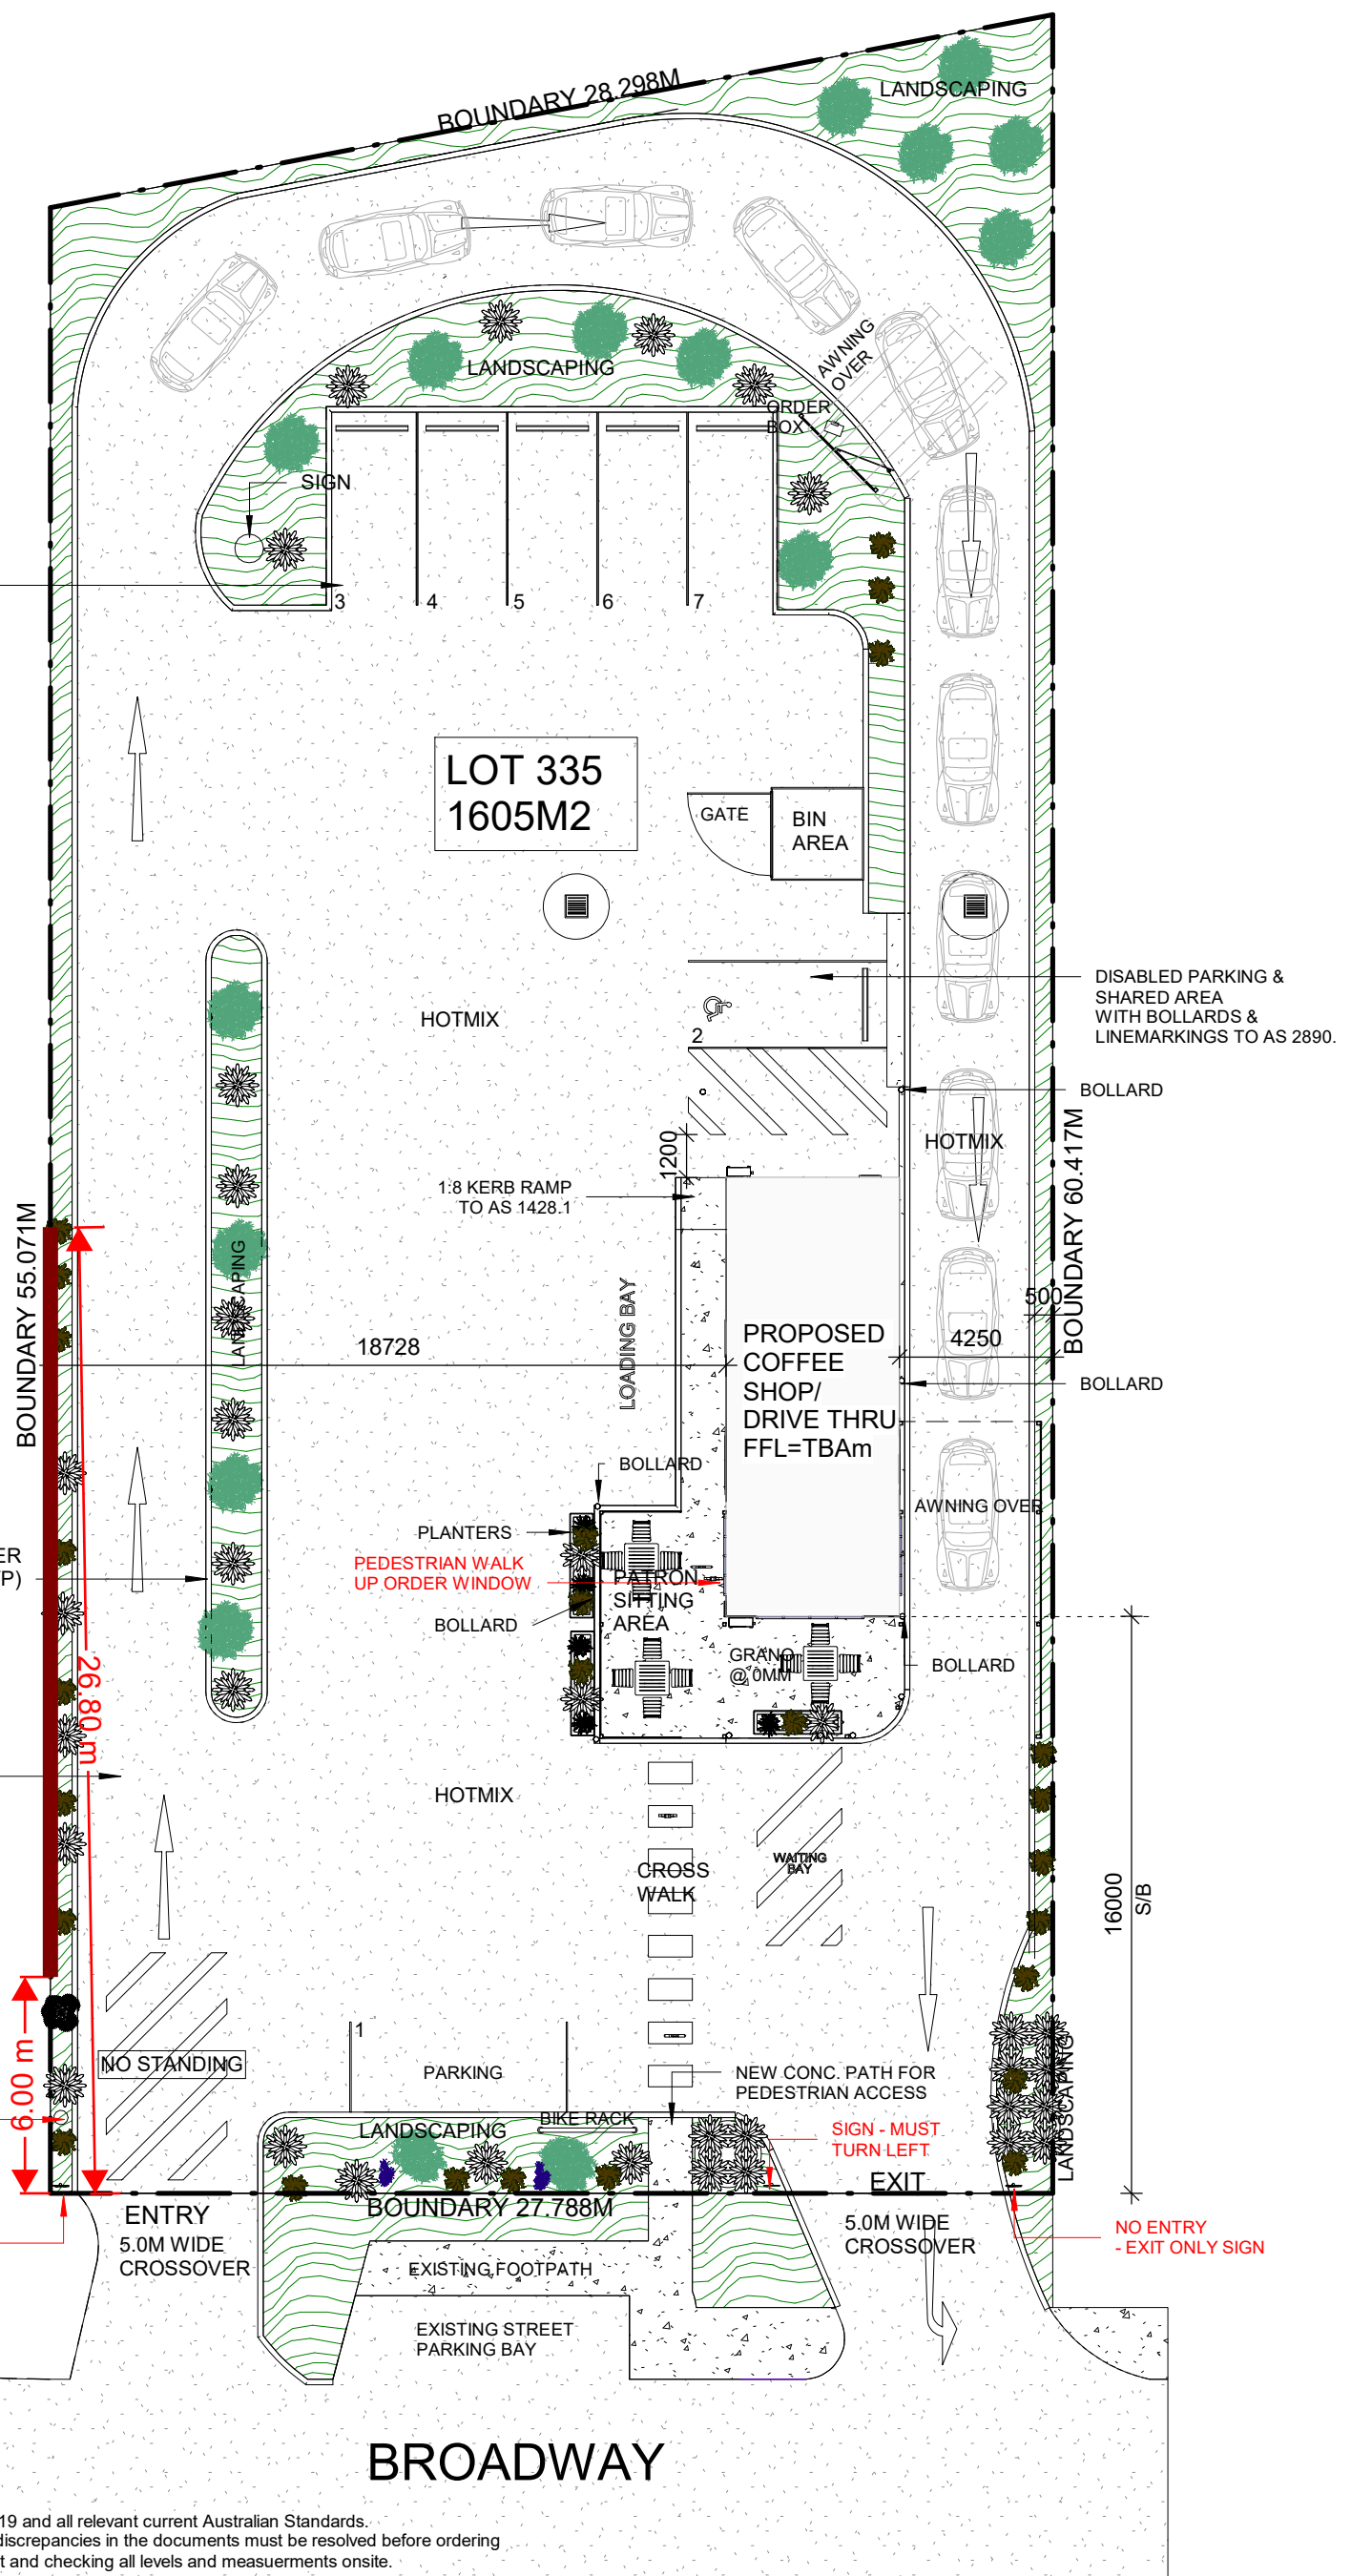 BOUNDARY 28.298M
LANDSCAPING
LANDSCAPING
AWNING
OVER
ORDER
BOX
SIGN
3
4
5
6
7
LOT 335
1605M2
GATE
BIN
AREA
DISABLED PARKING &
SHARED AREA
WITH BOLLARDS &
LINEMARKINGS TO AS 2890.
HOTMIX
2
BOLLARD
HOTMIX
1200
1:8 KERB RAMP
TO AS 1428.1
BOUNDARY 55.071M
BOUNDARY 60.417M
LANDSCAPING
LOADING BAY
500
18728
4250
PROPOSED
COFFEE
SHOP/
DRIVE THRU
FFL=TBAm
BOLLARD
BOLLARD
AWNING OVER
PLANTERS
ER
P)
PEDESTRIAN WALK
UP ORDER WINDOW
PATRON
SITTING
AREA
BOLLARD
GRANO
@ 0MM
BOLLARD
26.80 m
HOTMIX
CROSS
WALK
WAITING
BAY
16000
S/B
6.00 m
1
NO STANDING
PARKING
NEW CONC. PATH FOR
PEDESTRIAN ACCESS
LANDSCAPING
LANDSCAPING
BIKE RACK
SIGN - MUST
TURN LEFT
EXIT
BOUNDARY 27.788M
ENTRY
5.0M WIDE
CROSSOVER
5.0M WIDE
CROSSOVER
NO ENTRY
- EXIT ONLY SIGN
EXISTING FOOTPATH
EXISTING STREET
PARKING BAY
BROADWAY
19 and all relevant current Australian Standards.
discrepancies in the documents must be resolved before ordering
t and checking all levels and measuerments onsite.